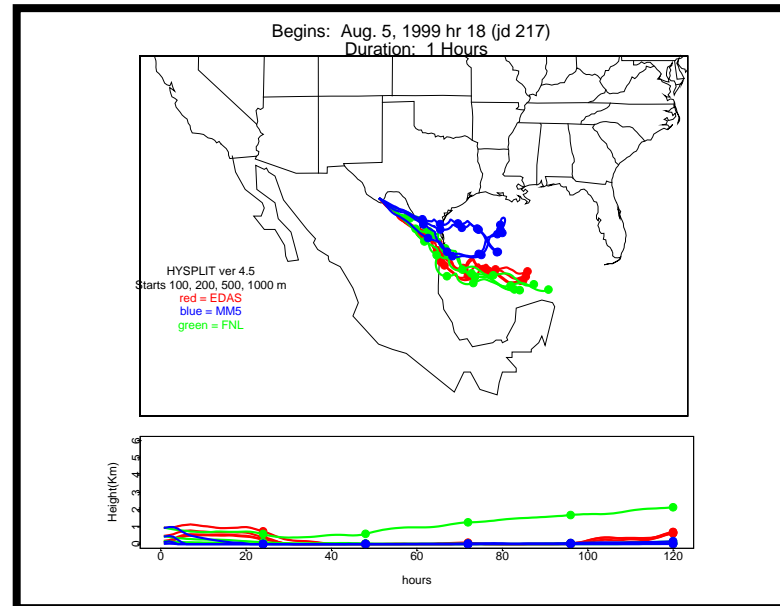 Begins:  Aug. 5, 1999 hr 18 (jd 217)
Duration:  1 Hours
HYSPLIT ver 4.5
Starts 100, 200, 500, 1000 m
red = EDAS
blue = MM5
green = FNL
Height(Km)
6
5
4
3
2
1
0
0 20 40 60 80 100 120
hours